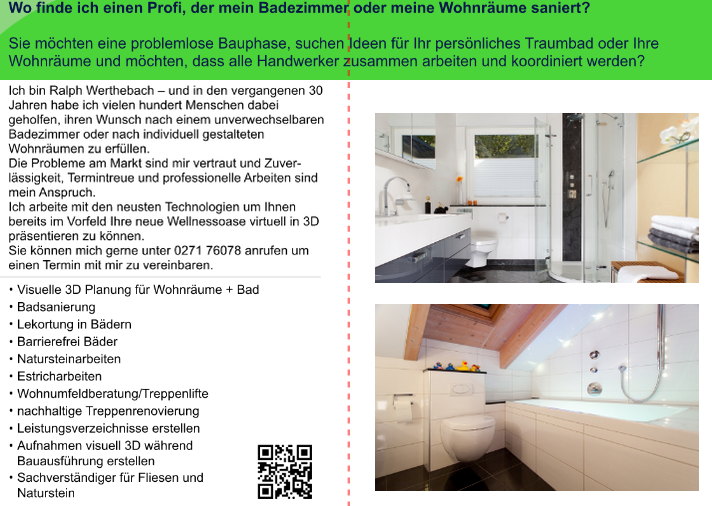 Wo finde ich einen Profi, der mein Badezimmer oder meine Wohnräume saniert?
Sie möchten eine problemlose Bauphase, suchen Ideen für Ihr persönliches Traumbad oder Ihre
Wohnräume und möchten, dass alle Handwerker zusammen arbeiten und koordiniert werden?
Ich bin Ralph Werthebach – und in den vergangenen 30
Jahren habe ich vielen hundert Menschen dabei
geholfen, ihren Wunsch nach einem unverwechselbaren
Badezimmer oder nach individuell gestalteten
Wohnräumen zu erfüllen.
Die Probleme am Markt sind mir vertraut und Zuver-
lässigkeit, Termintreue und professionelle Arbeiten sind
mein Anspruch.
Ich arbeite mit den neusten Technologien um Ihnen
bereits im Vorfeld Ihre neue Wellnessoase virtuell in 3D
präsentieren zu können.
Sie können mich gerne unter 0271 76078 anrufen um
einen Termin mit mir zu vereinbaren.
• Visuelle 3D Planung für Wohnräume + Bad
• Badsanierung
• Lekortung in Bädern
• Barrierefrei Bäder
• Natursteinarbeiten
• Estricharbeiten
• Wohnumfeldberatung/Treppenlifte
• nachhaltige Treppenrenovierung
• Leistungsverzeichnisse erstellen
• Aufnahmen visuell 3D während
Bauausführung erstellen
• Sachverständiger für Fliesen und
Naturstein